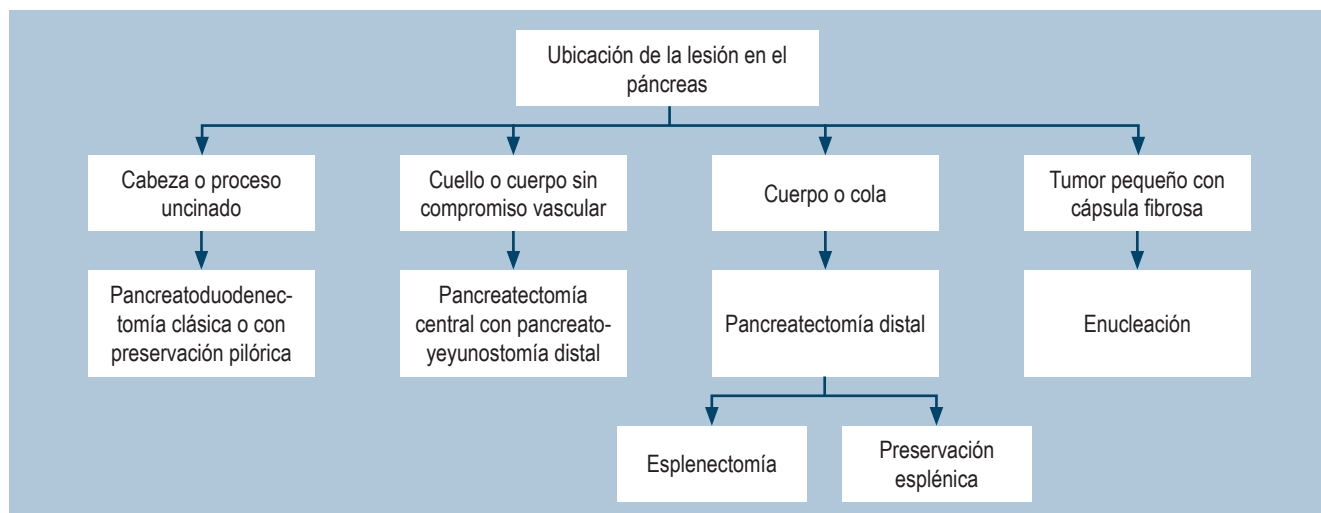 Ubicación de la lesión en el
páncreas
Cabeza o proceso
uncinado
Cuello o cuerpo sin
compromiso vascular
Cuerpo o cola
Tumor pequeño con
cápsula fibrosa
Pancreatoduodenec-
tomía clásica o con
preservación pilórica
Pancreatectomía
central con pancreato-
yeyunostomía distal
Pancreatectomía distal
Enucleación
Esplenectomía
Preservación
esplénica